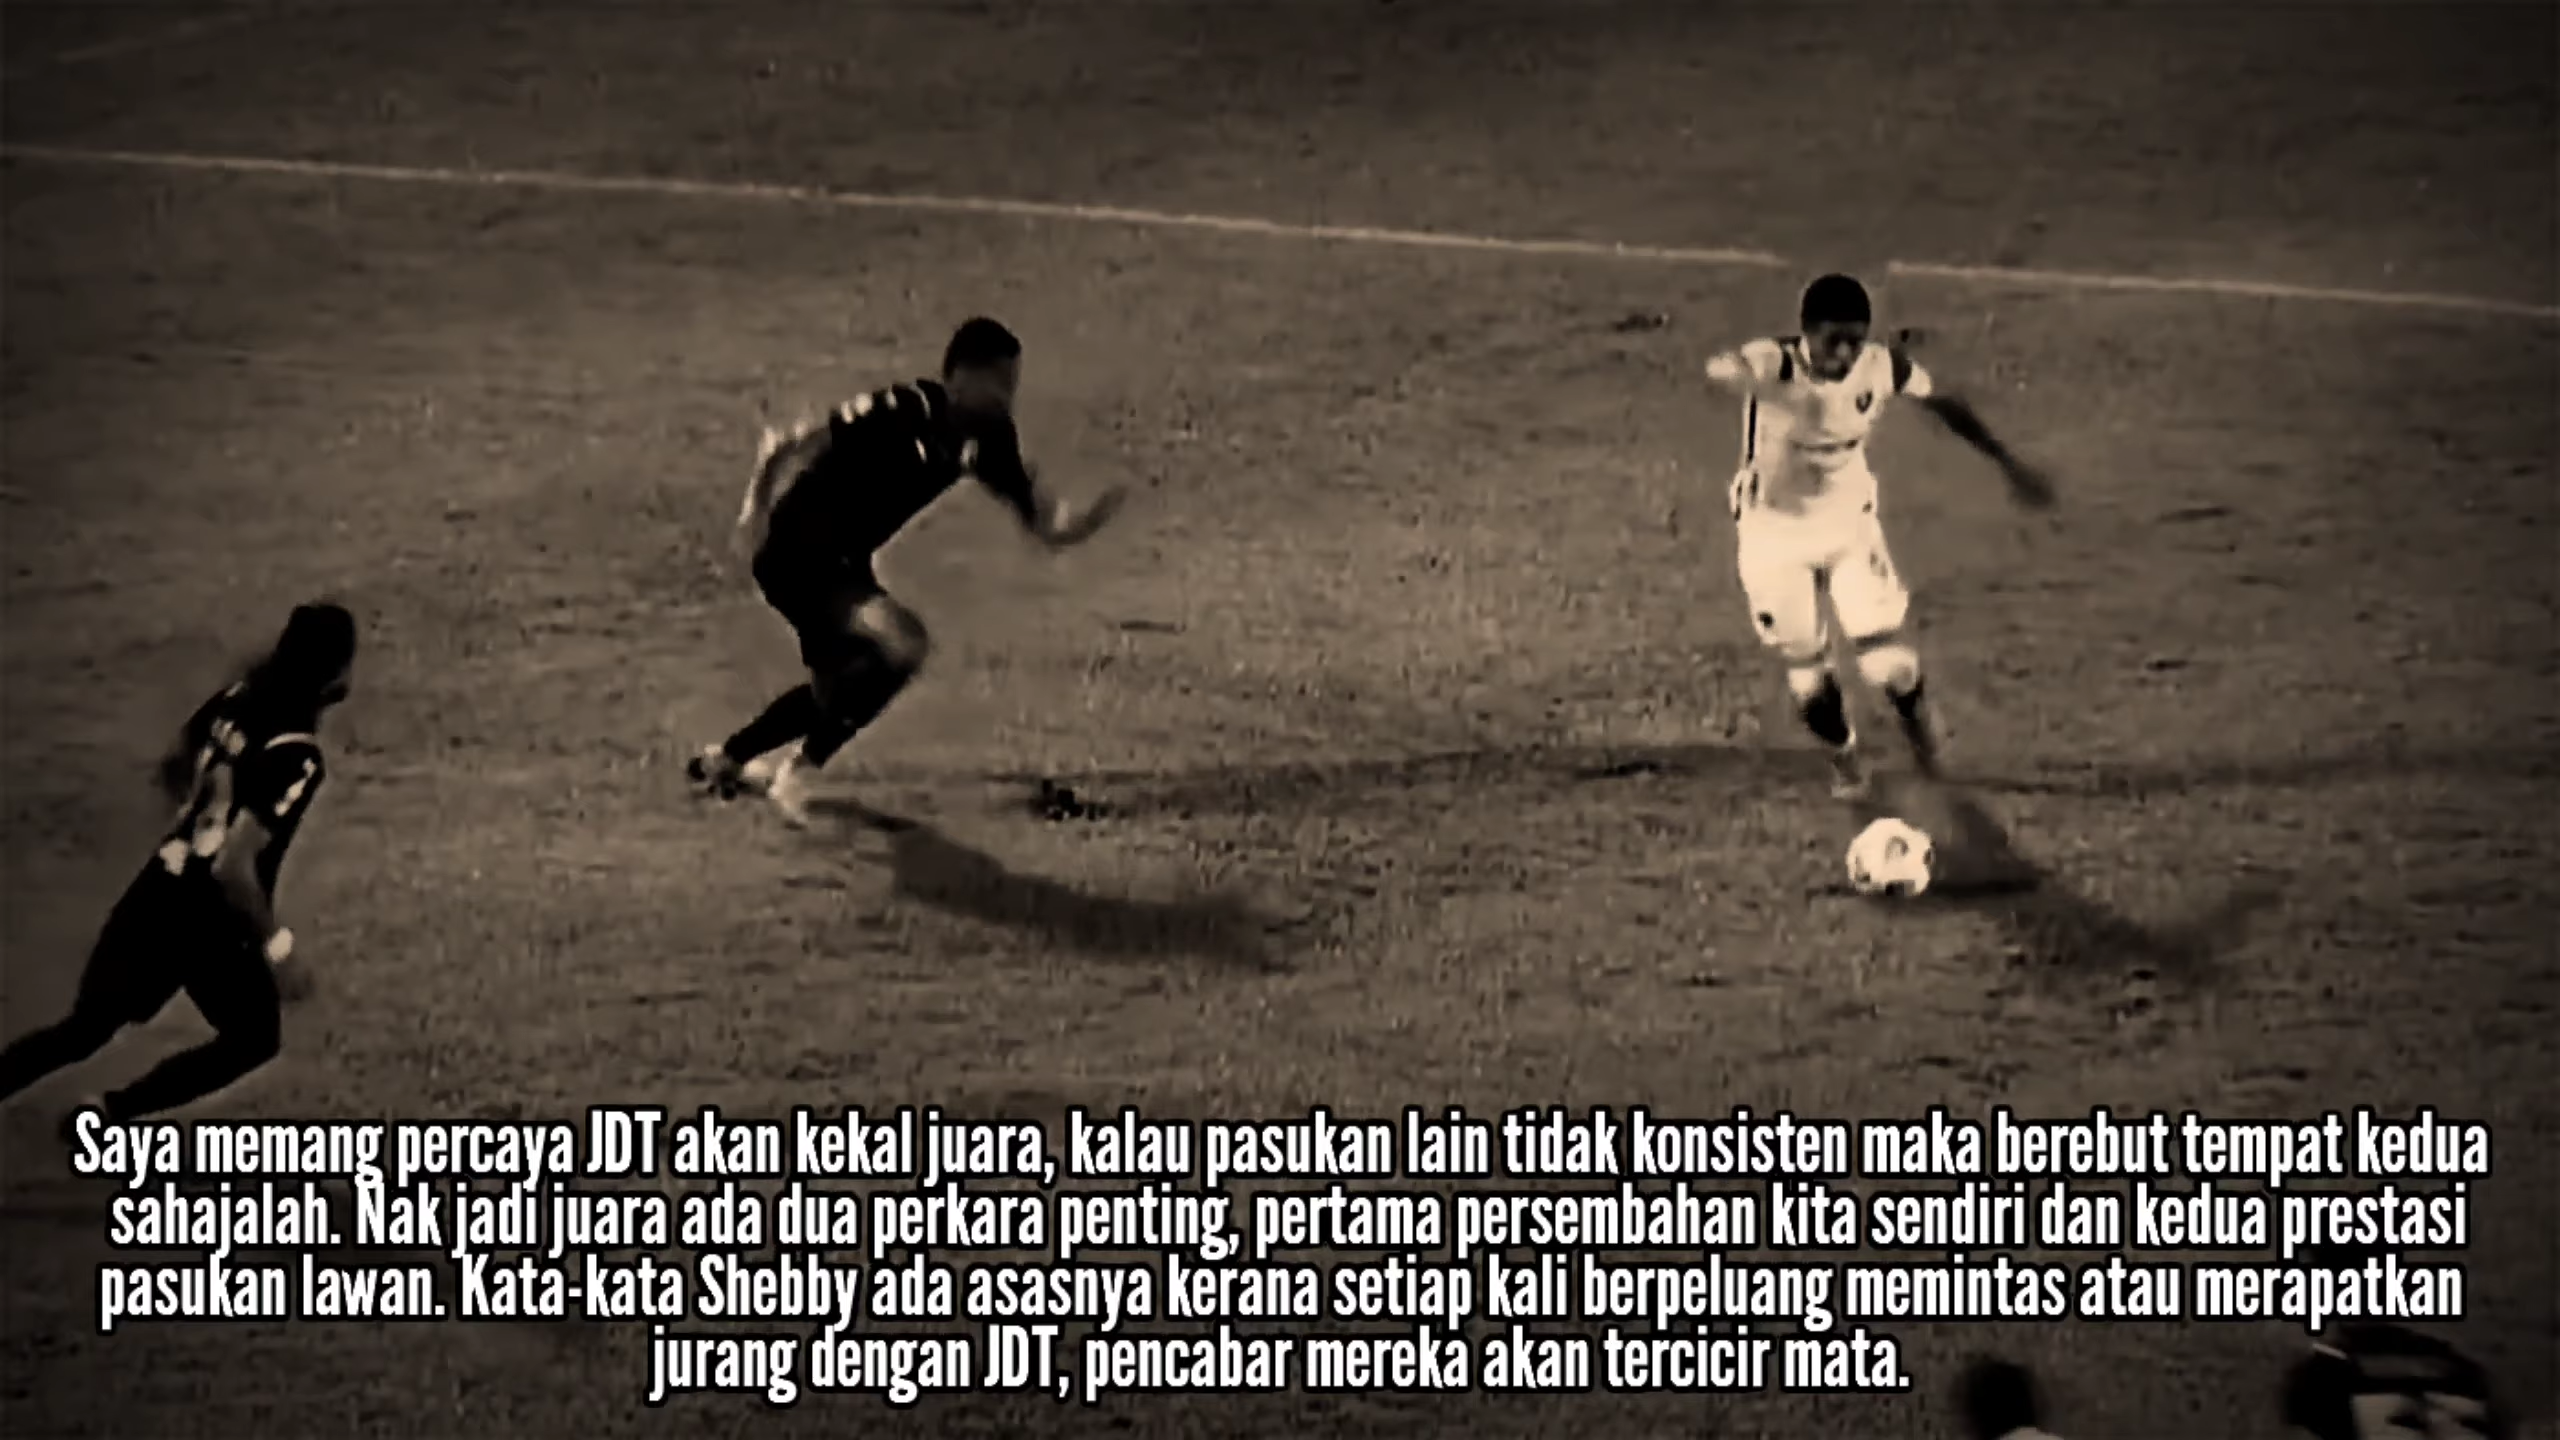 Saya memang percaya JDT akan kekal juara, kalau pasukan lain tidak konsisten maka berebut tempat kedua
sahajalah. Nak jadi juara ada dua perkara penting, pertama persembahan kita sendiri dan kedua prestasi
pasukan lawan. Kata-kata Shebby ada asasnya kerana setiap kali berpeluang memintas atau merapatkan
jurang dengan JDT, pencabar mereka akan tercicir mata.